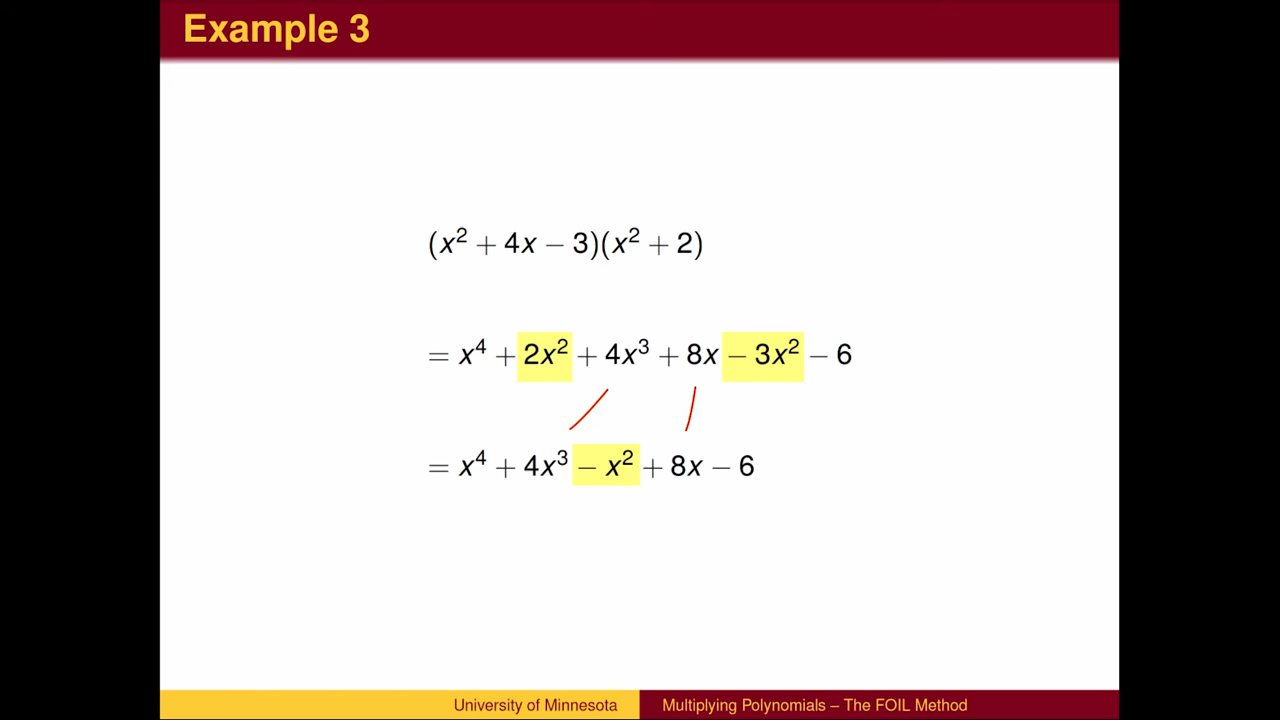 Example 3
(x² + 4x − 3)(x² + 2)
= x⁴ + 2x² + 4x³ + 8x − 3x² − 6
= x⁴ + 4x³ − x² + 8x − 6
University of Minnesota Multiplying Polynomials – The FOIL Method